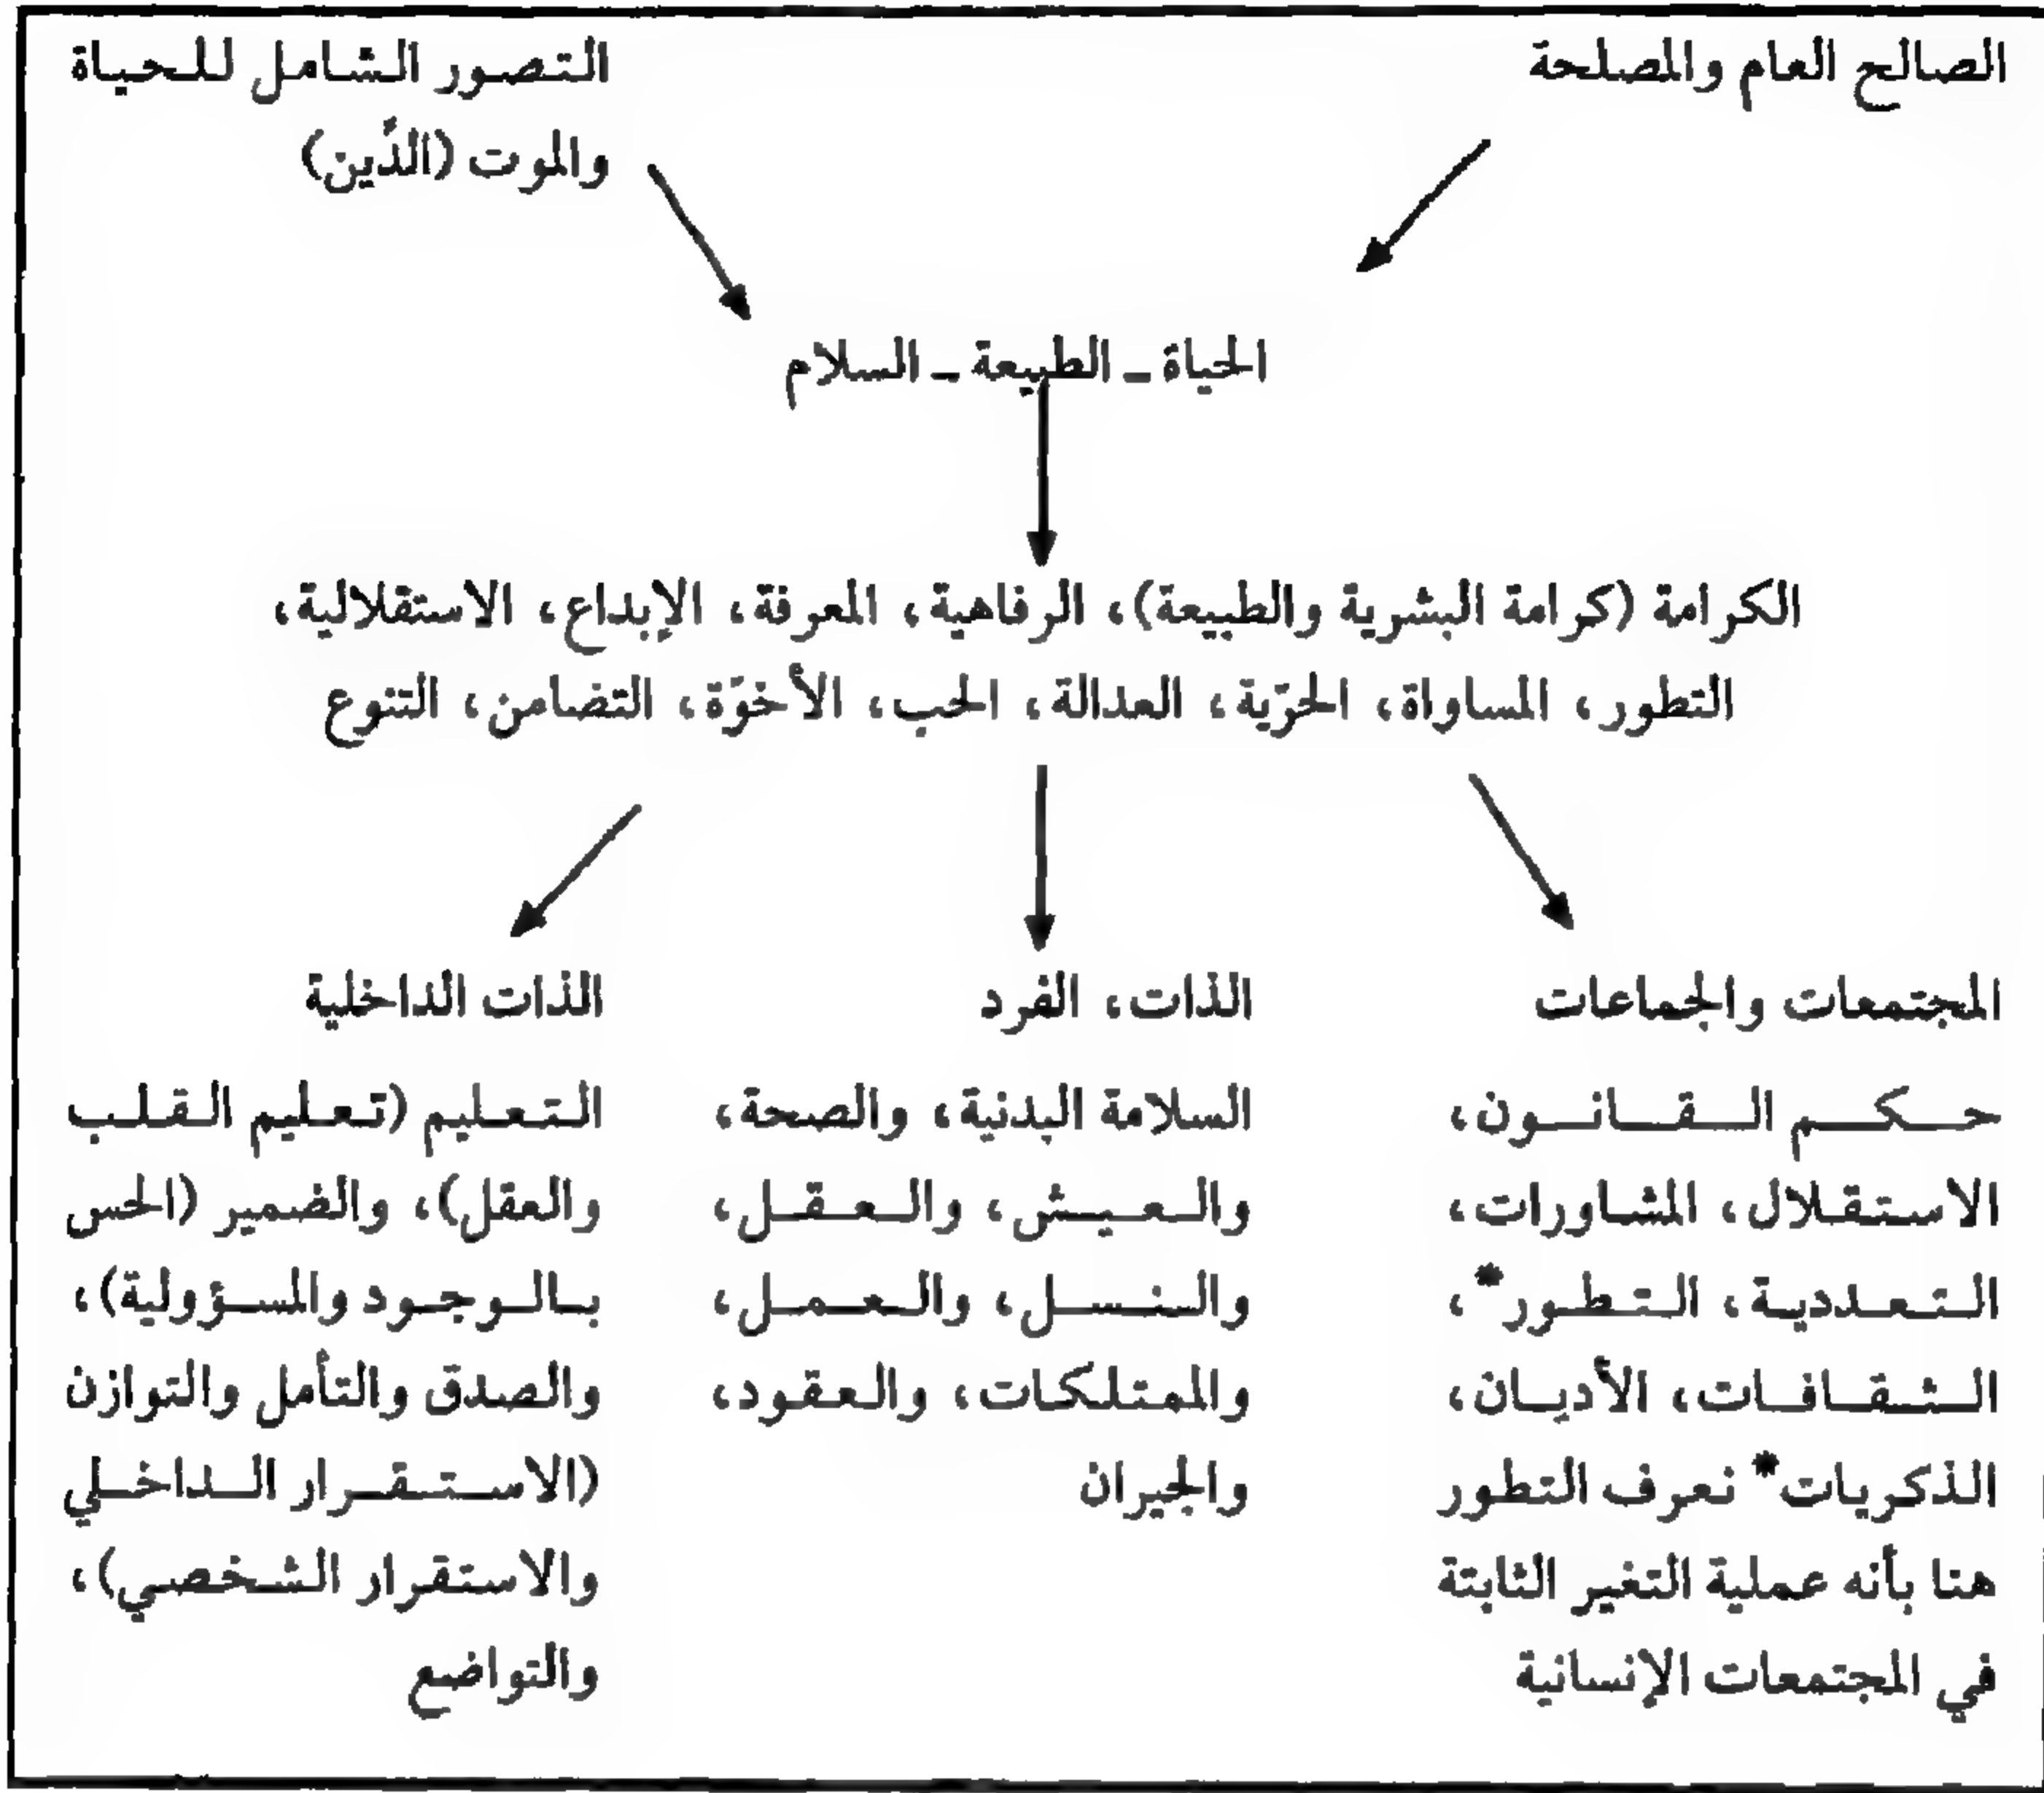 الصالح العام والمصلحة
التصور الشامل للحياة
والموت (الدِّين)
الحياة ـ الطبيعة ـ السلام
الكرامة (كرامة البشرية والطبيعة)، الرفاهية، المعرفة، الإبداع، الاستقلالية،
التطور، المساواة، الحرّية، العدالة، الحب، الأخوّة، التضامن، التنوع
المجتمعات والجماعات
حكم القانون،
الاستقلال، المشاورات،
التعددية، التطور*،
الثقافات، الأديان،
الذكريات* نعرف التطور
هنا بأنه عملية التغير الثابتة
في المجتمعات الإنسانية
الذات، الفرد
السلامة البدنية، والصحة،
والعيش، والعقل،
والنسل، والعمل،
والممتلكات، والعقود،
والجيران
الذات الداخلية
التعليم (تعليم القلب
والعقل)، والضمير (الحس
بالوجود والمسؤولية)،
والصدق والتأمل والتوازن
(الاستقرار الداخلي
والاستقرار الشخصي)،
والتواضع